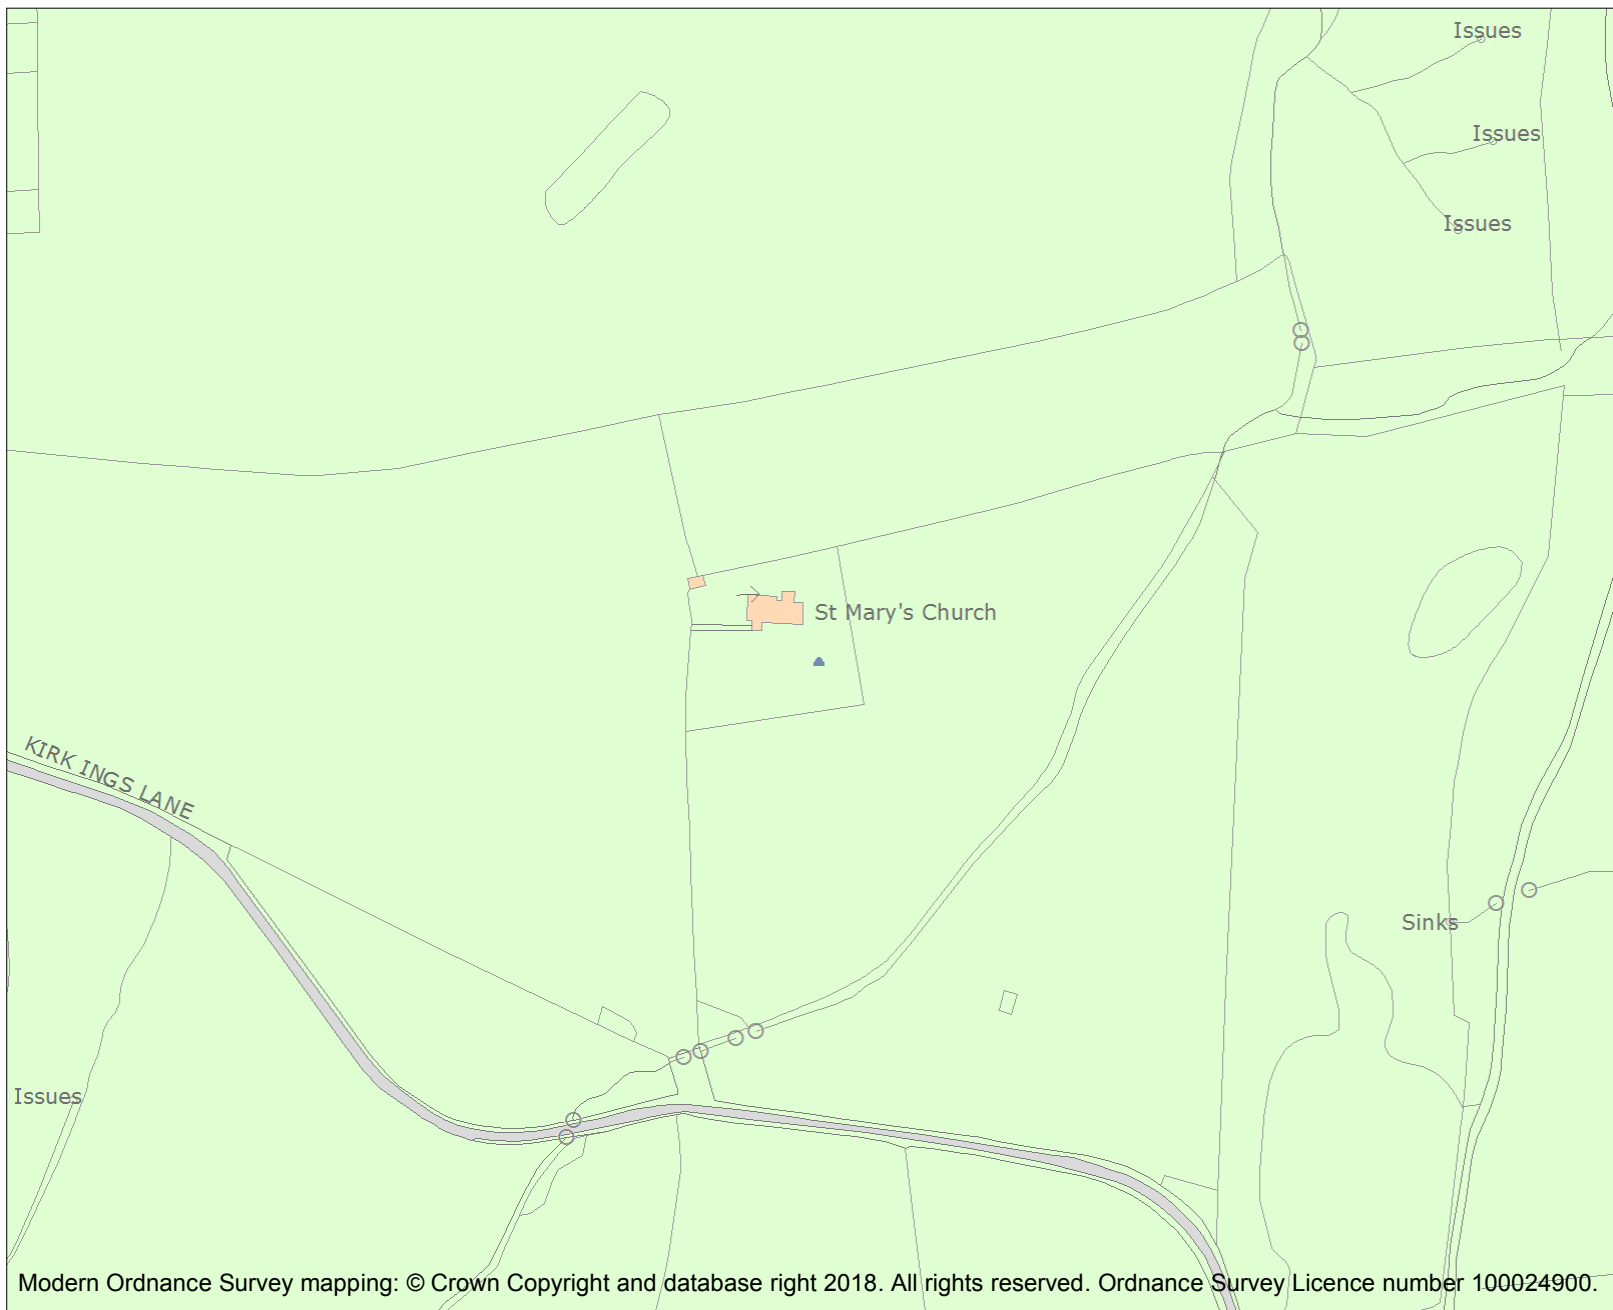 Issues
Issues
Issues
St Mary's Church
KIRK INGS LANE
Sinks
Issues
Modern Ordnance Survey mapping: © Crown Copyright and database right 2018. All rights reserved. Ordnance Survey Licence number 100024900.